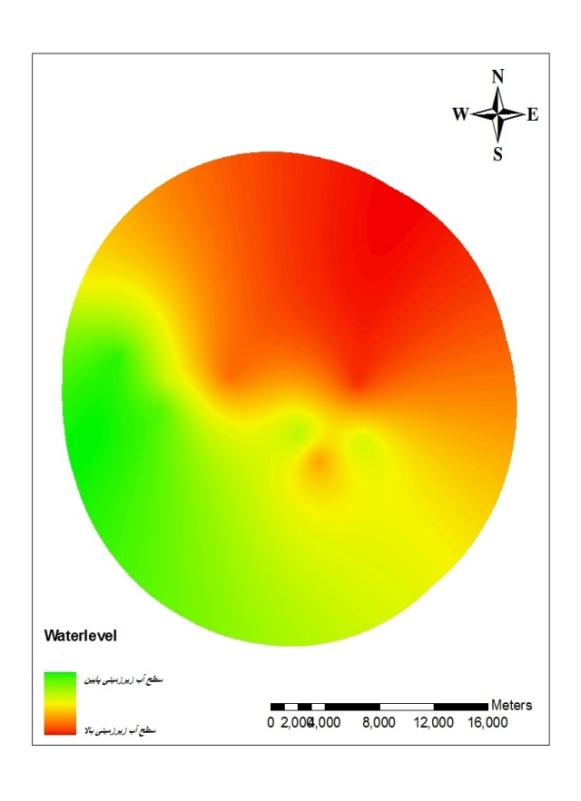 N
W E
S
Waterlevel
سطح آب زیرزمینی پایین
سطح آب زیرزمینی بالا
Meters
0 2,000 4,000 8,000 12,000 16,000